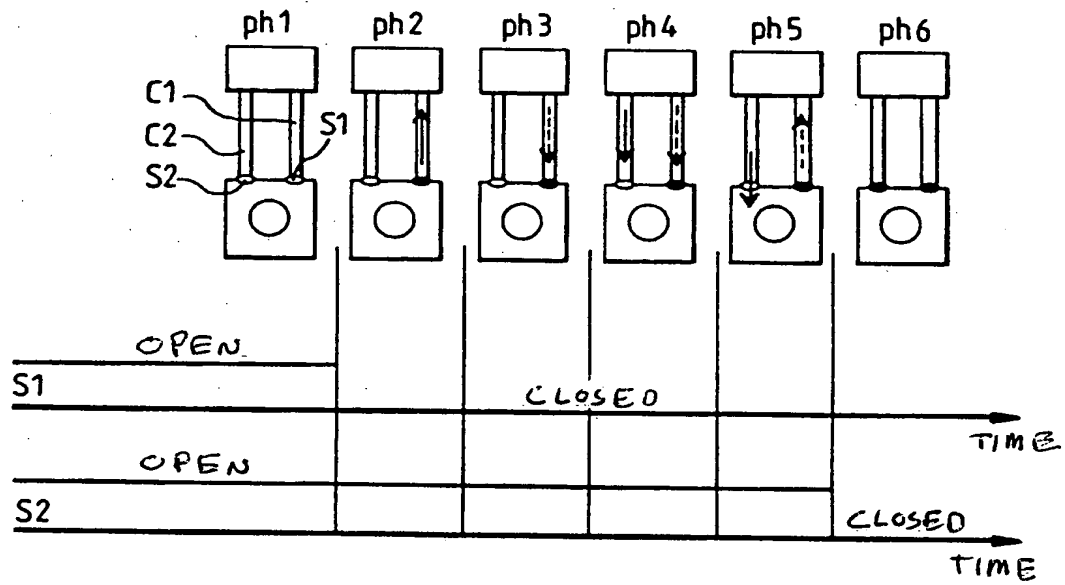 ph1 ph2 ph3 ph4 ph5 ph6
C1
S1
C2
S2
OPEN
S1
CLOSED
TIME
OPEN
S2
CLOSED
TIME